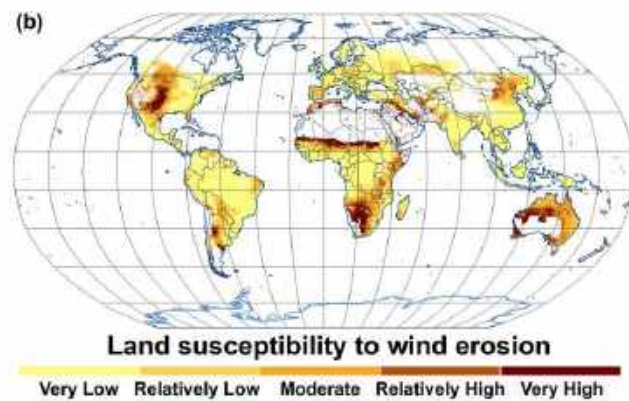 (b)
Land susceptibility to wind erosion
Very Low Relatively Low Moderate Relatively High Very High